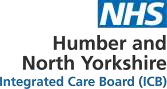 NHS
Humber and
North Yorkshire
Integrated Care Board (ICB)